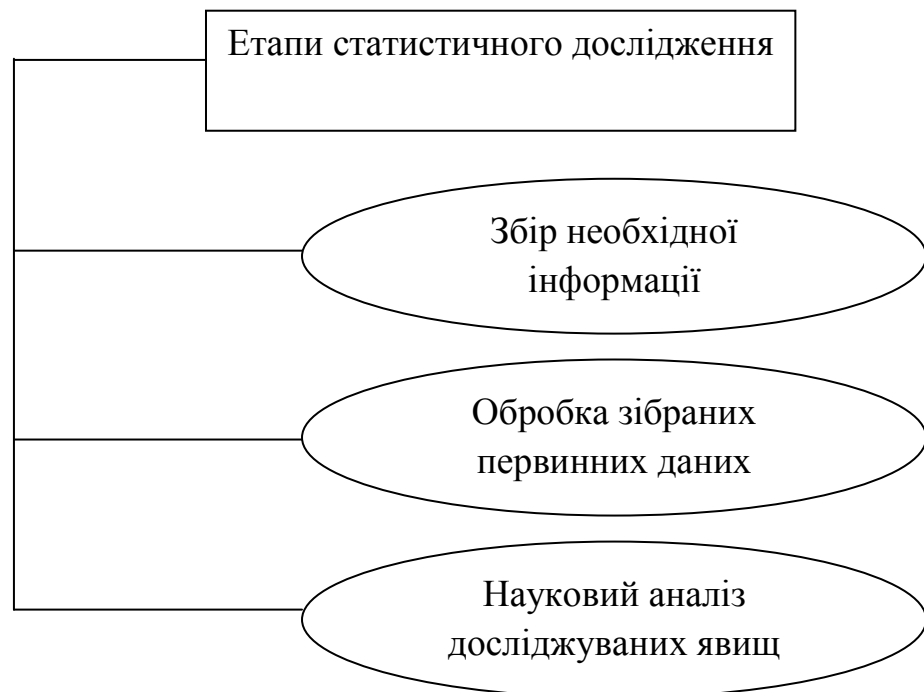 Етапи статистичного дослідження
Збір необхідної
інформації
Обробка зібраних
первинних даних
Науковий аналіз
досліджуваних явищ